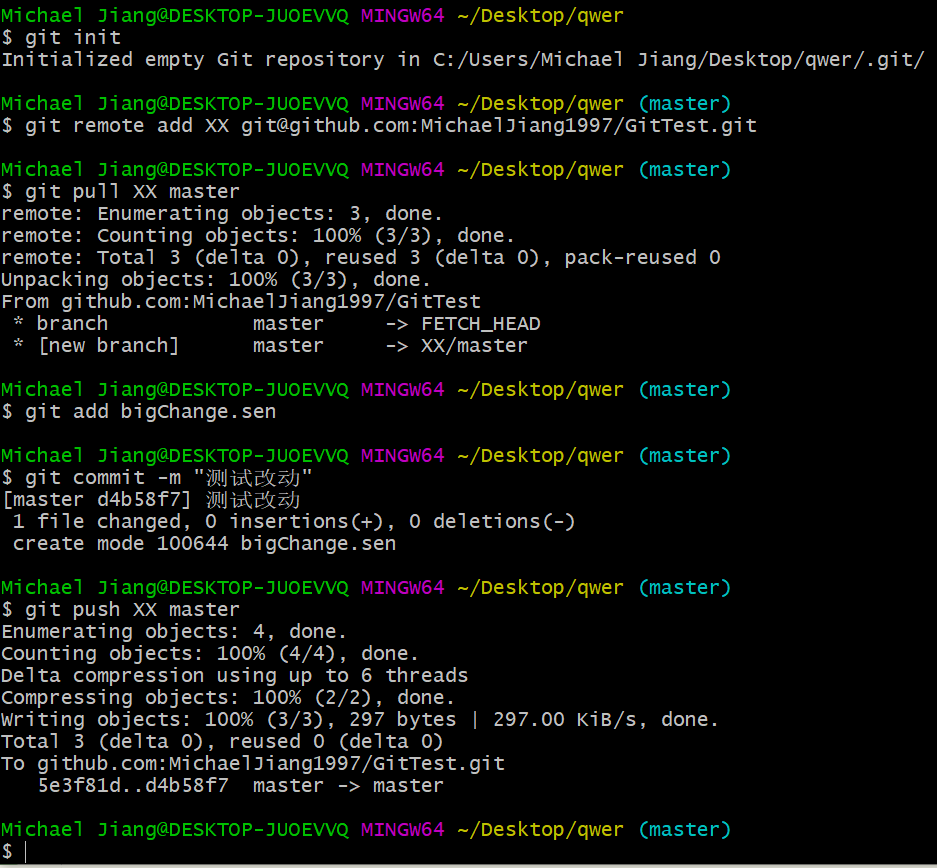 Michael Jiang@DESKTOP-JUOEVVQ MINGW64 ~/Desktop/qwer
$ git init
Initialized empty Git repository in C:/Users/Michael Jiang/Desktop/qwer/.git/
Michael Jiang@DESKTOP-JUOEVVQ MINGW64 ~/Desktop/qwer (master)
$ git remote add XX git@github.com:MichaelJiang1997/GitTest.git
Michael Jiang@DESKTOP-JUOEVVQ MINGW64 ~/Desktop/qwer (master)
$ git pull XX master
remote: Enumerating objects: 3, done.
remote: Counting objects: 100% (3/3), done.
remote: Total 3 (delta 0), reused 3 (delta 0), pack-reused 0
Unpacking objects: 100% (3/3), done.
From github.com:MichaelJiang1997/GitTest
 * branch            master     -> FETCH_HEAD
 * [new branch]      master     -> XX/master
Michael Jiang@DESKTOP-JUOEVVQ MINGW64 ~/Desktop/qwer (master)
$ git add bigChange.sen
Michael Jiang@DESKTOP-JUOEVVQ MINGW64 ~/Desktop/qwer (master)
$ git commit -m "测试改动"
[master d4b58f7] 测试改动
 1 file changed, 0 insertions(+), 0 deletions(-)
 create mode 100644 bigChange.sen
Michael Jiang@DESKTOP-JUOEVVQ MINGW64 ~/Desktop/qwer (master)
$ git push XX master
Enumerating objects: 4, done.
Counting objects: 100% (4/4), done.
Delta compression using up to 6 threads
Compressing objects: 100% (2/2), done.
Writing objects: 100% (3/3), 297 bytes | 297.00 KiB/s, done.
Total 3 (delta 0), reused 0 (delta 0)
To github.com:MichaelJiang1997/GitTest.git
   5e3f81d..d4b58f7  master -> master
Michael Jiang@DESKTOP-JUOEVVQ MINGW64 ~/Desktop/qwer (master)
$